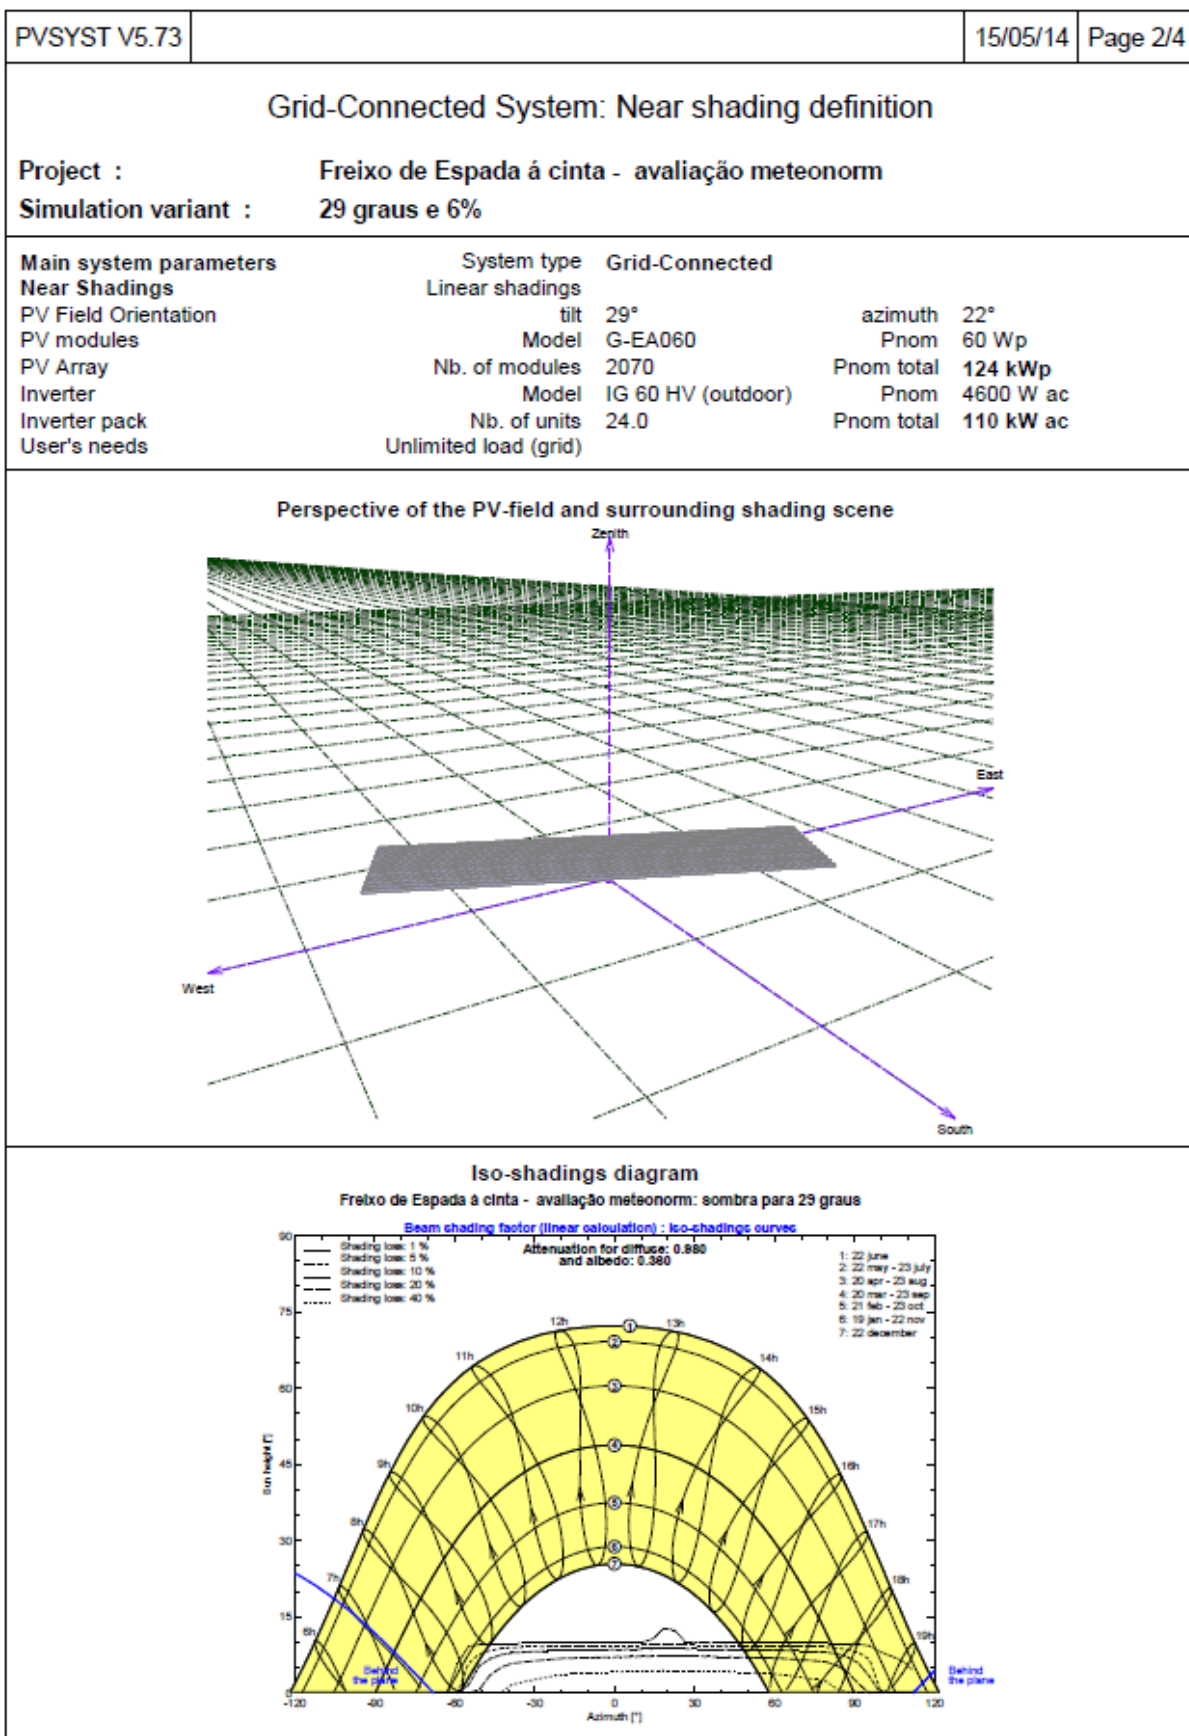 PVSYST V5.73 15/05/14 Page 2/4
Grid-Connected System: Near shading definition
Project : Freixo de Espada á cinta - avaliação meteonorm
Simulation variant : 29 graus e 6%
Main system parameters System type Grid-Connected
Near Shadings Linear shadings
PV Field Orientation tilt 29° azimuth 22°
PV modules Model G-EA060 Pnom 60 Wp
PV Array Nb. of modules 2070 Pnom total 124 kWp
Inverter Model IG 60 HV (outdoor) Pnom 4600 W ac
Inverter pack Nb. of units 24.0 Pnom total 110 kW ac
User's needs Unlimited load (grid)
Perspective of the PV-field and surrounding shading scene
Zenith
East
West
South
Iso-shadings diagram
Freixo de Espada á cinta - avaliação meteonorm: sombra para 29 graus
Beam shading factor (linear calculation) : Iso-shadings curves
Attenuation for diffuse: 0.980
and albedo: 0.360
Shading loss: 1 %
Shading loss: 5 %
Shading loss: 10 %
Shading loss: 20 %
Shading loss: 40 %
1: 22 june
2: 22 may - 23 july
3: 20 apr - 23 aug
4: 20 mar - 23 sep
5: 21 feb - 23 oct
6: 19 jan - 22 nov
7: 22 december
90
75
60
45
30
15
0
Sun height [°]
6h
7h
8h
9h
10h
11h
12h
13h
14h
15h
16h
17h
18h
19h
1
2
3
4
5
6
7
Behind
the plane
Behind
the plane
-120 -90 -60 -30 0 30 60 90 120
Azimuth [°]